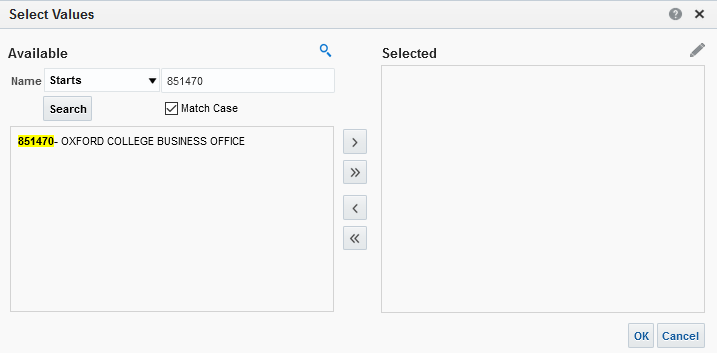 Select Values
Available
Selected
Name Starts 851470
Search Match Case
851470- OXFORD COLLEGE BUSINESS OFFICE
OK Cancel